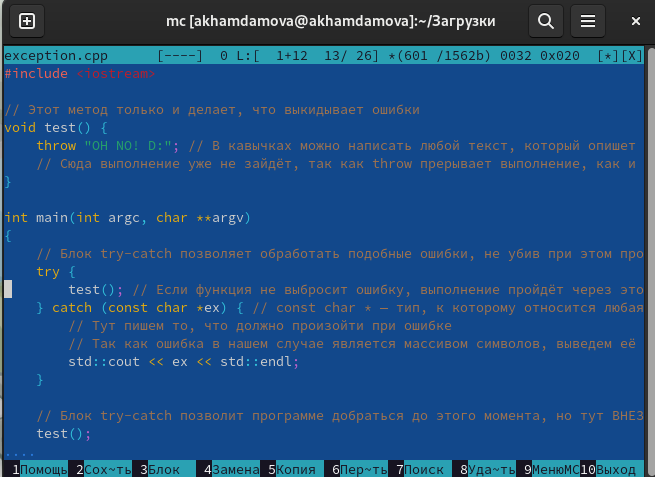 mc [akhamdamova@akhamdamova]:~/Загрузки
exception.cpp [----] 0 L:[ 1+12 13/ 26] *(601 /1562b) 0032 0x020 [*][X]
#include <iostream>
// Этот метод только и делает, что выкидывает ошибки
void test() {
    throw "OH NO! D:"; // В кавычках можно написать любой текст, который опишет
    // Сюда выполнение уже не зайдёт, так как throw прерывает выполнение, как и
}
int main(int argc, char **argv)
{
    // Блок try-catch позволяет обработать подобные ошибки, не убив при этом про
    try {
        test(); // Если функция не выбросит ошибку, выполнение пройдёт через это
    } catch (const char *ex) { // const char * — тип, к которому относится любая
        // Тут пишем то, что должно произойти при ошибке
        // Так как ошибка в нашем случае является массивом символов, выведем её
        std::cout << ex << std::endl;
    }
    // Блок try-catch позволит программе добраться до этого момента, но тут ВНЕЗ
    test();
....
1Помощь 2Сох~ть 3Блок 4Замена 5Копия 6Пер~ть 7Поиск 8Уда~ть 9МенюМС 10Выход